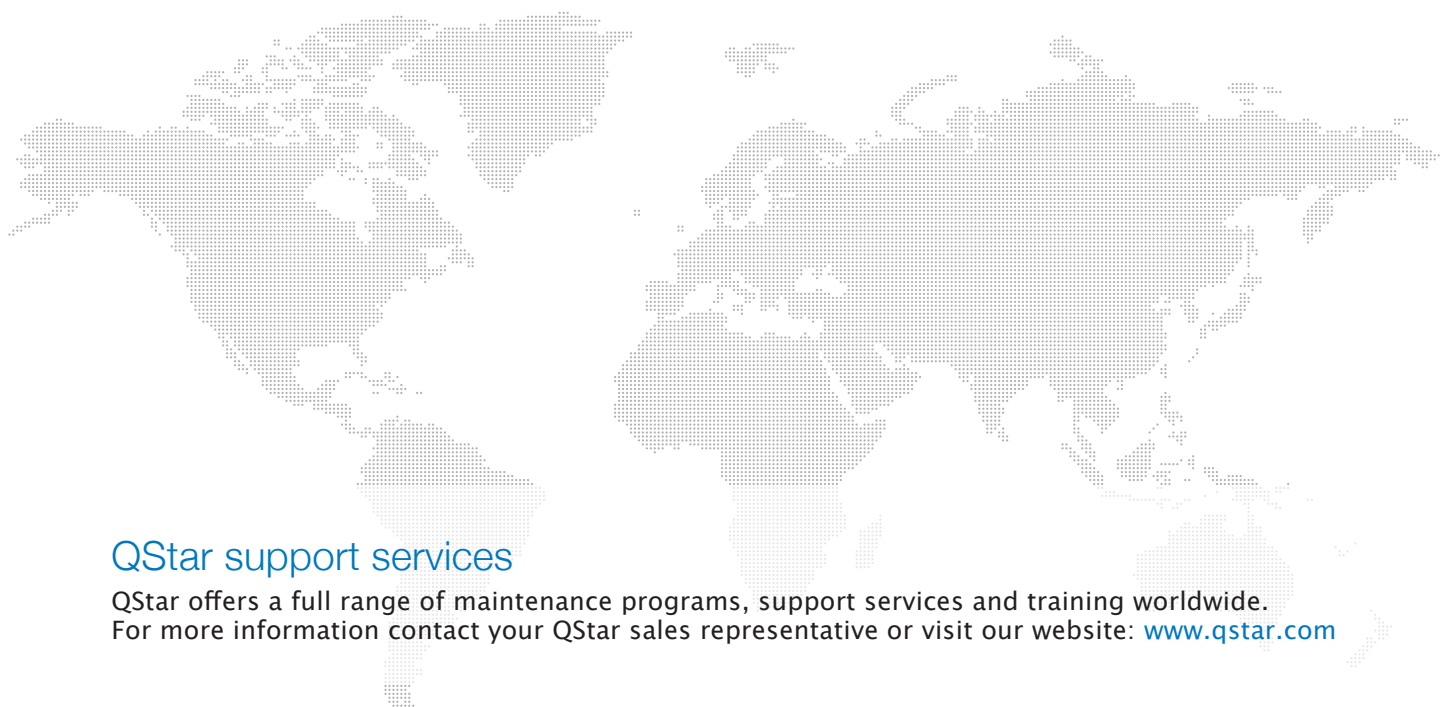 QStar support services
QStar offers a full range of maintenance programs, support services and training worldwide.
For more information contact your QStar sales representative or visit our website: www.qstar.com